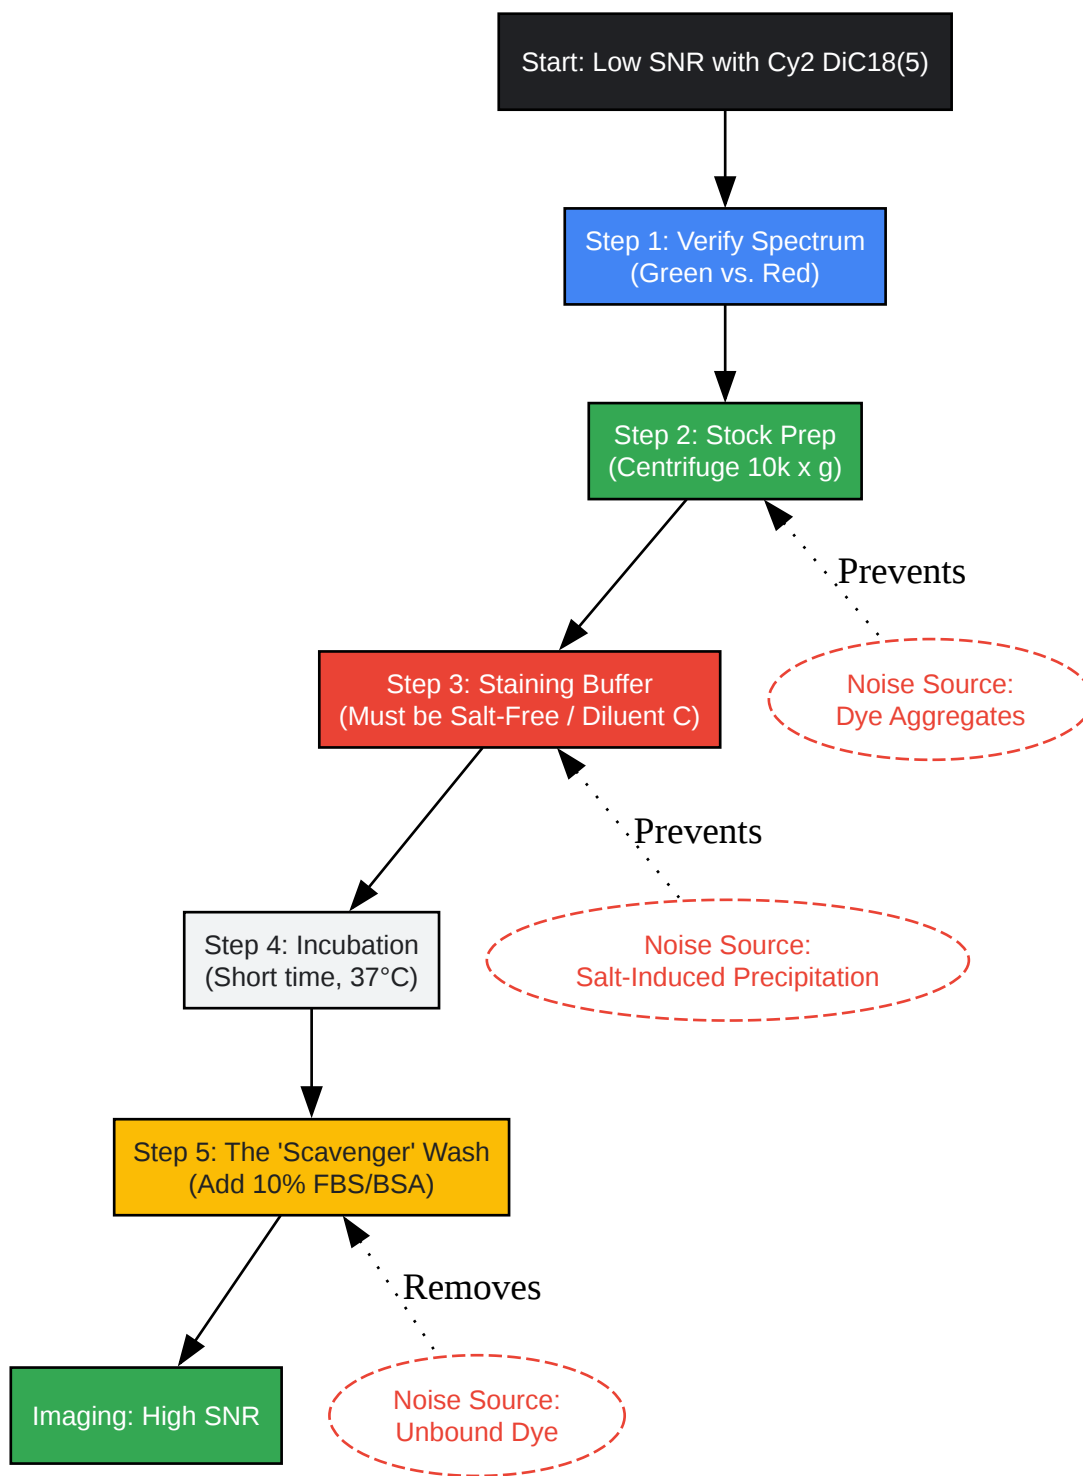 Start: Low SNR with Cy2 DiC18(5)
Step 1: Verify Spectrum
(Green vs. Red)
Step 2: Stock Prep
(Centrifuge 10k x g)
Prevents
Step 3: Staining Buffer
(Must be Salt-Free / Diluent C)
Noise Source:
Dye Aggregates
Prevents
Step 4: Incubation
(Short time, 37°C)
Noise Source:
Salt-Induced Precipitation
Step 5: The 'Scavenger' Wash
(Add 10% FBS/BSA)
Removes
Imaging: High SNR
Noise Source:
Unbound Dye